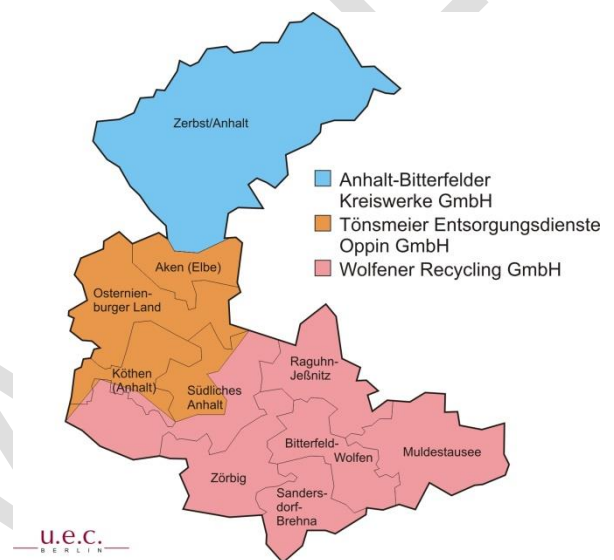 Zerbst/Anhalt
Anhalt-Bitterfelder
Kreiswerke GmbH
Tönsmeier Entsorgungsdienste
Oppin GmbH
Wolfener Recycling GmbH
Aken (Elbe)
Osternien-
burger Land
Köthen
(Anhalt)
Südliches
Anhalt
Raguhn-
Jeßnitz
Bitterfeld-
Wolfen
Muldestausee
Zörbig
Sanders-
dorf-
Brehna
u.e.c.
BERLIN